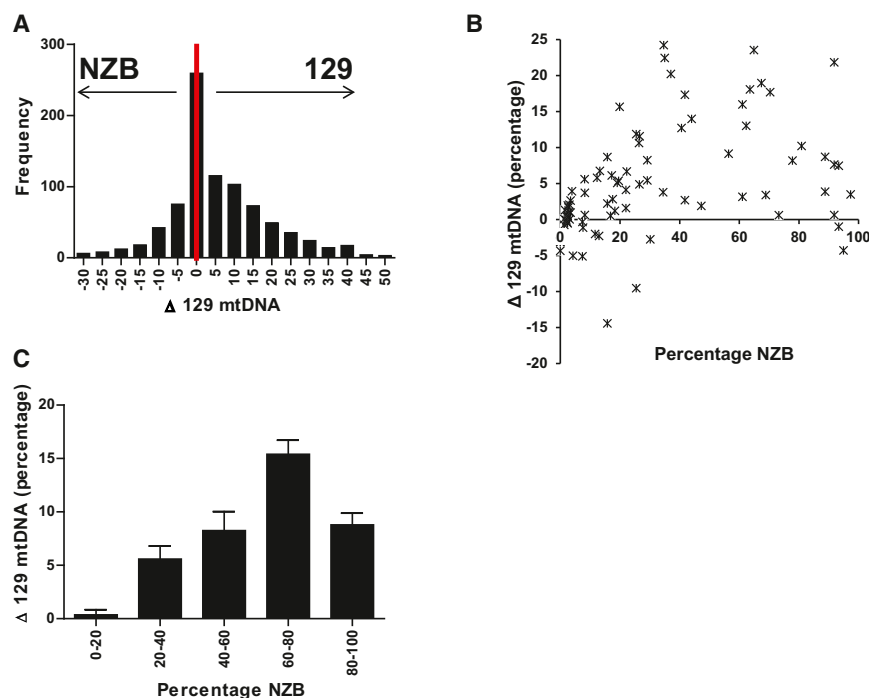 A
300
200
100
0
Frequency
NZB
129
-30 -25 -20 -15 -10 -5 0 5 10 15 20 25 30 35 40 45 50
Δ 129 mtDNA
B
25
20
15
10
5
0
-5
-10
-15
-20
Δ 129 mtDNA (percentage)
0 20 40 60 80 100
Percentage NZB
C
20
15
10
5
0
Δ 129 mtDNA (percentage)
0-20 20-40 40-60 60-80 80-100
Percentage NZB